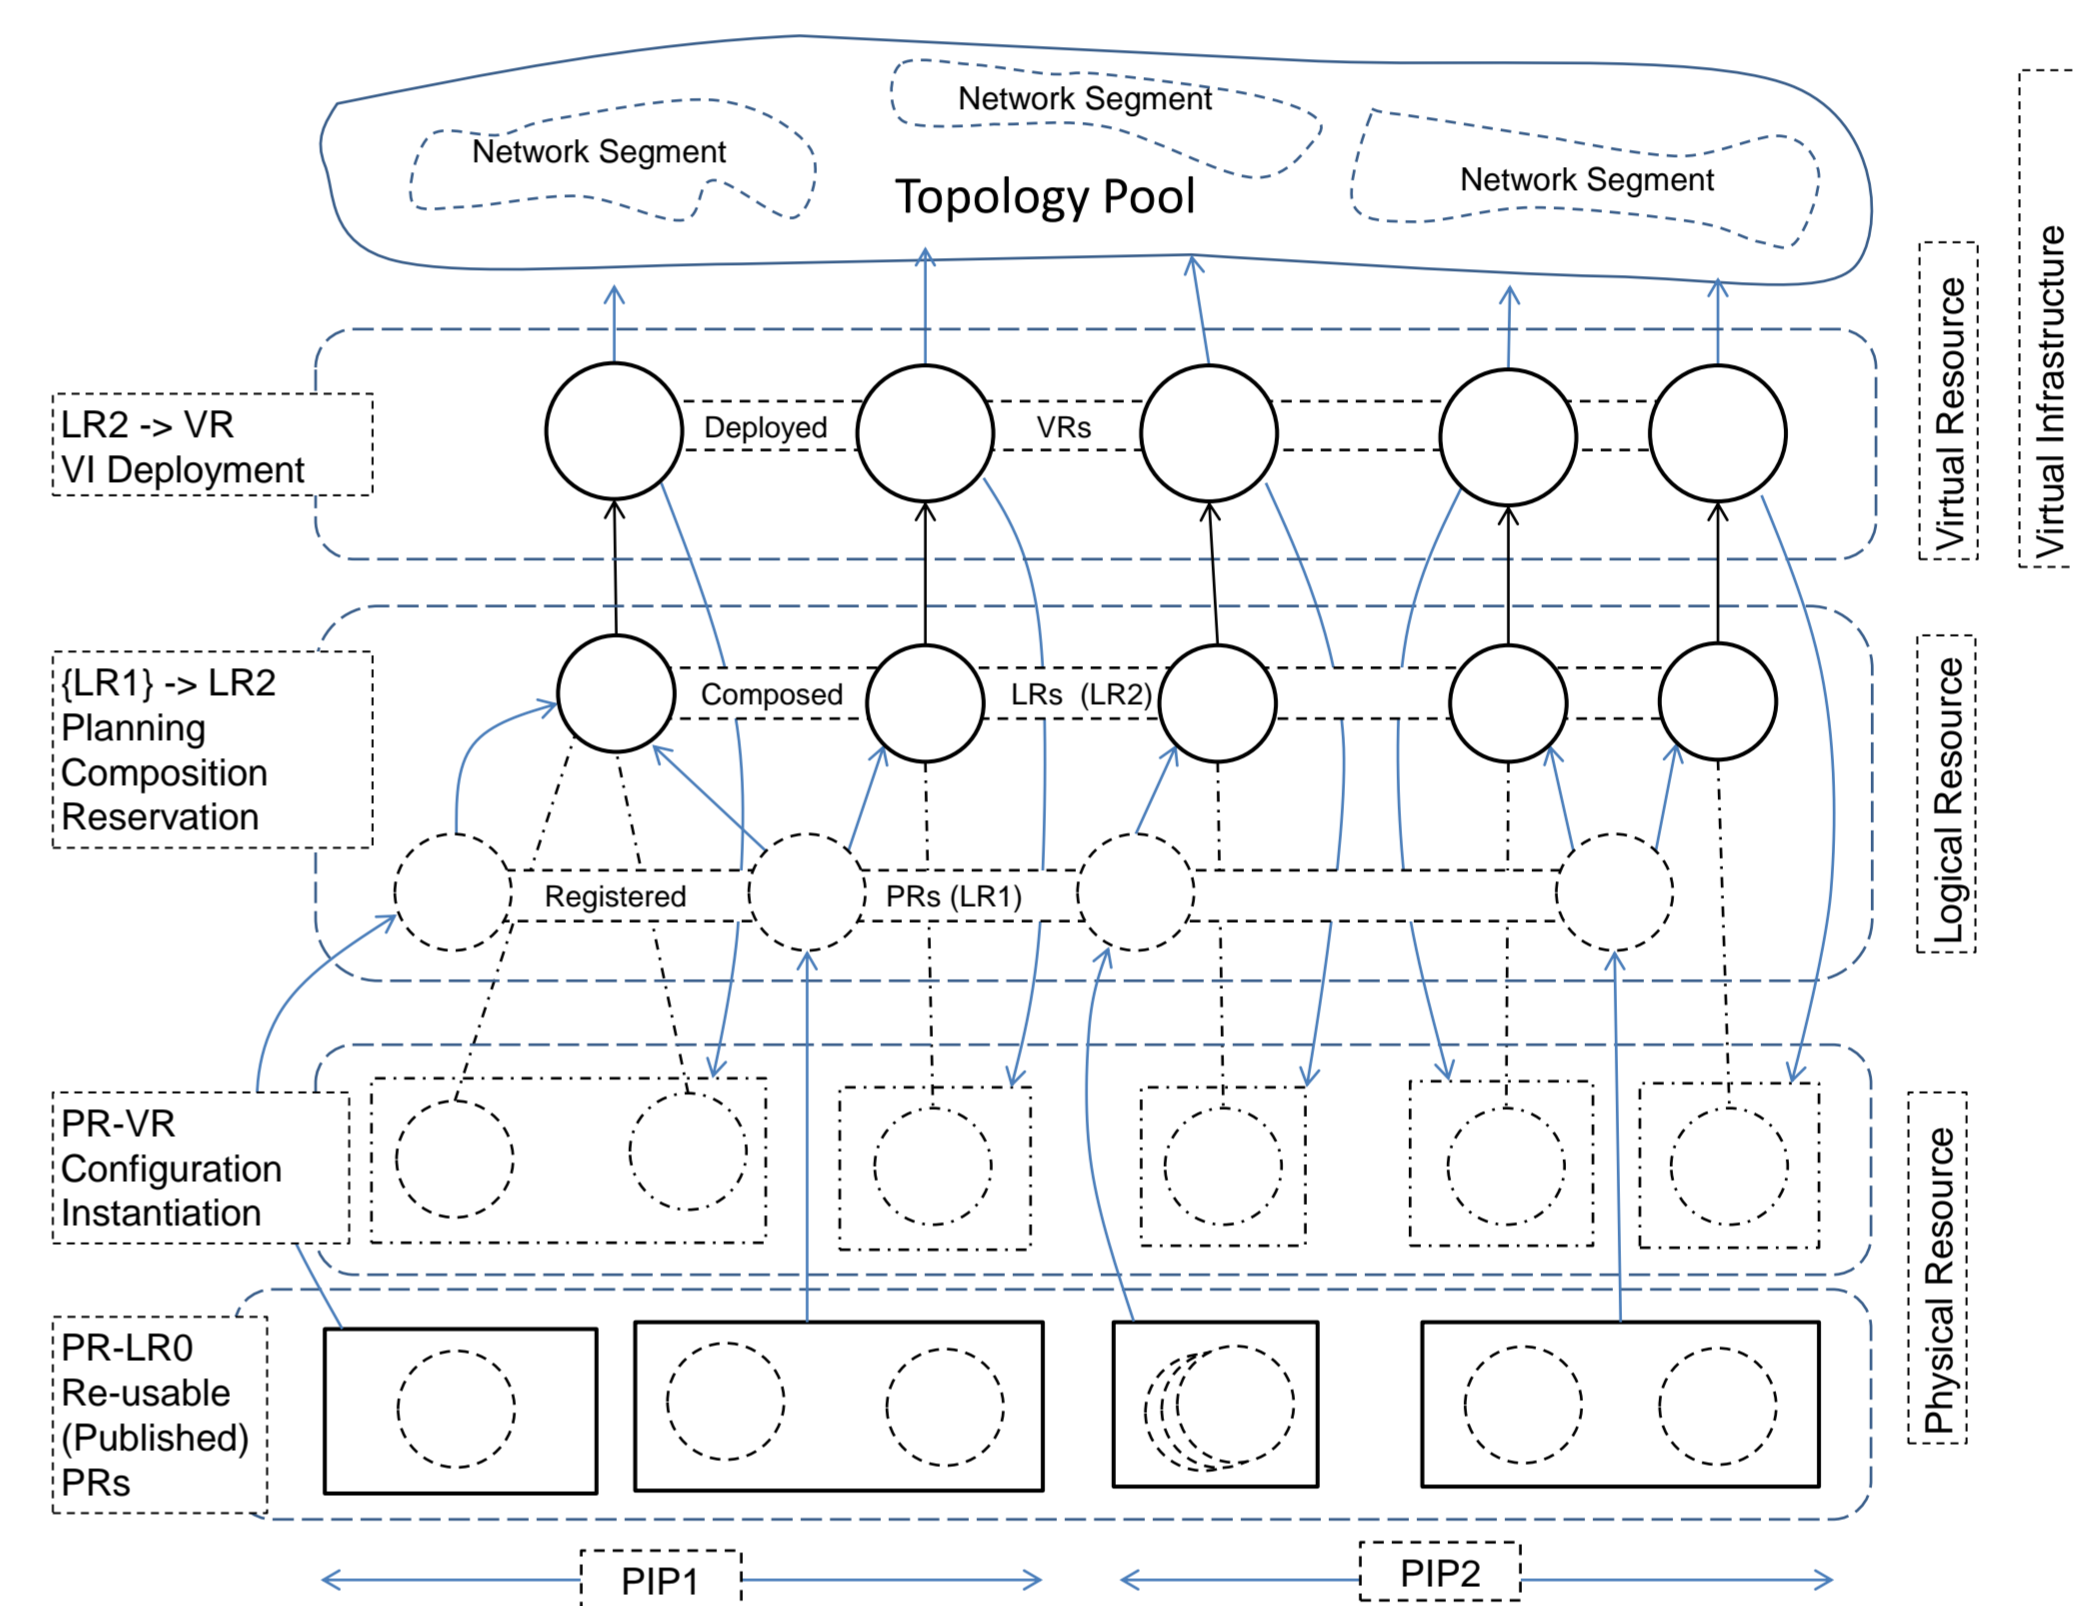 Network Segment
Network Segment
Network Segment
Topology Pool
Virtual Infrastructure
Virtual Resource
LR2 -> VR
VI Deployment
Deployed
VRs
{LR1} -> LR2
Planning
Composition
Reservation
Composed
LRs (LR2)
Logical Resource
Registered
PRs (LR1)
PR-VR
Configuration
Instantiation
Physical Resource
PR-LR0
Re-usable
(Published)
PRs
PIP1
PIP2